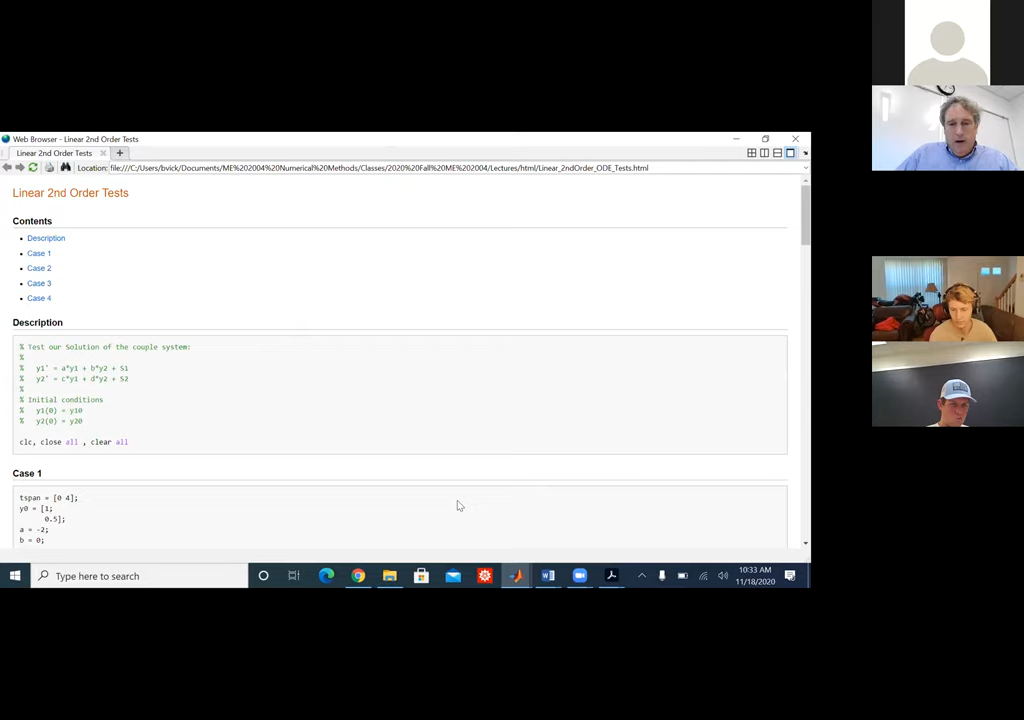 Web Browser - Linear 2nd Order Tests
Linear 2nd Order Tests
Location: file:///C:/Users/bvick/Documents/ME%202004%20Numerical%20Methods/Classes/2020%20Fall%20ME%202004/Lectures/html/Linear_2ndOrder_ODE_Tests.html
Linear 2nd Order Tests
Contents
Description
Case 1
Case 2
Case 3
Case 4
Description
% Test our Solution of the couple system:
%
% y1' = a*y1 + b*y2 + S1
% y2' = c*y1 + d*y2 + S2
%
% Initial conditions
% y1(0) = y10
% y2(0) = y20
clc, close all , clear all
Case 1
tspan = [0 4];
y0 = [1;
0.5];
a = -2;
b = 0;
Type here to search
10:33 AM
11/18/2020